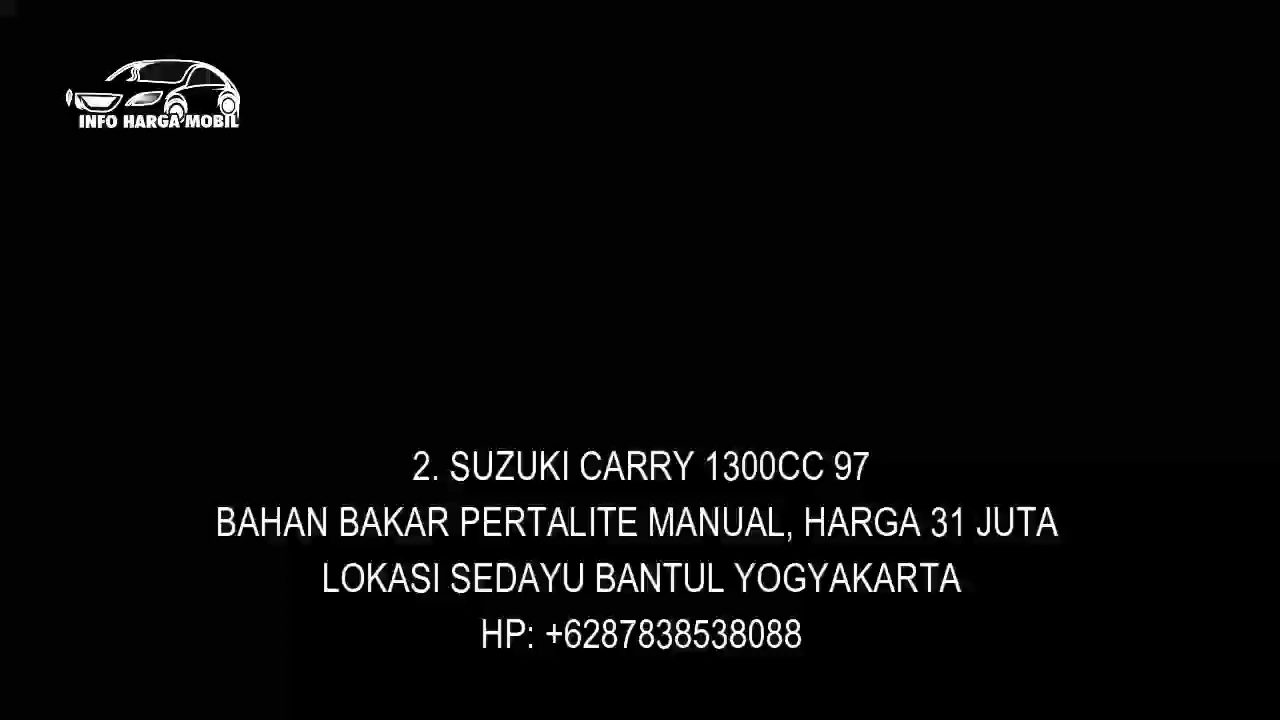 INFO HARGA MOBIL
2. SUZUKI CARRY 1300CC 97
BAHAN BAKAR PERTALITE MANUAL, HARGA 31 JUTA
LOKASI SEDAYU BANTUL YOGYAKARTA
HP: +6287838538088